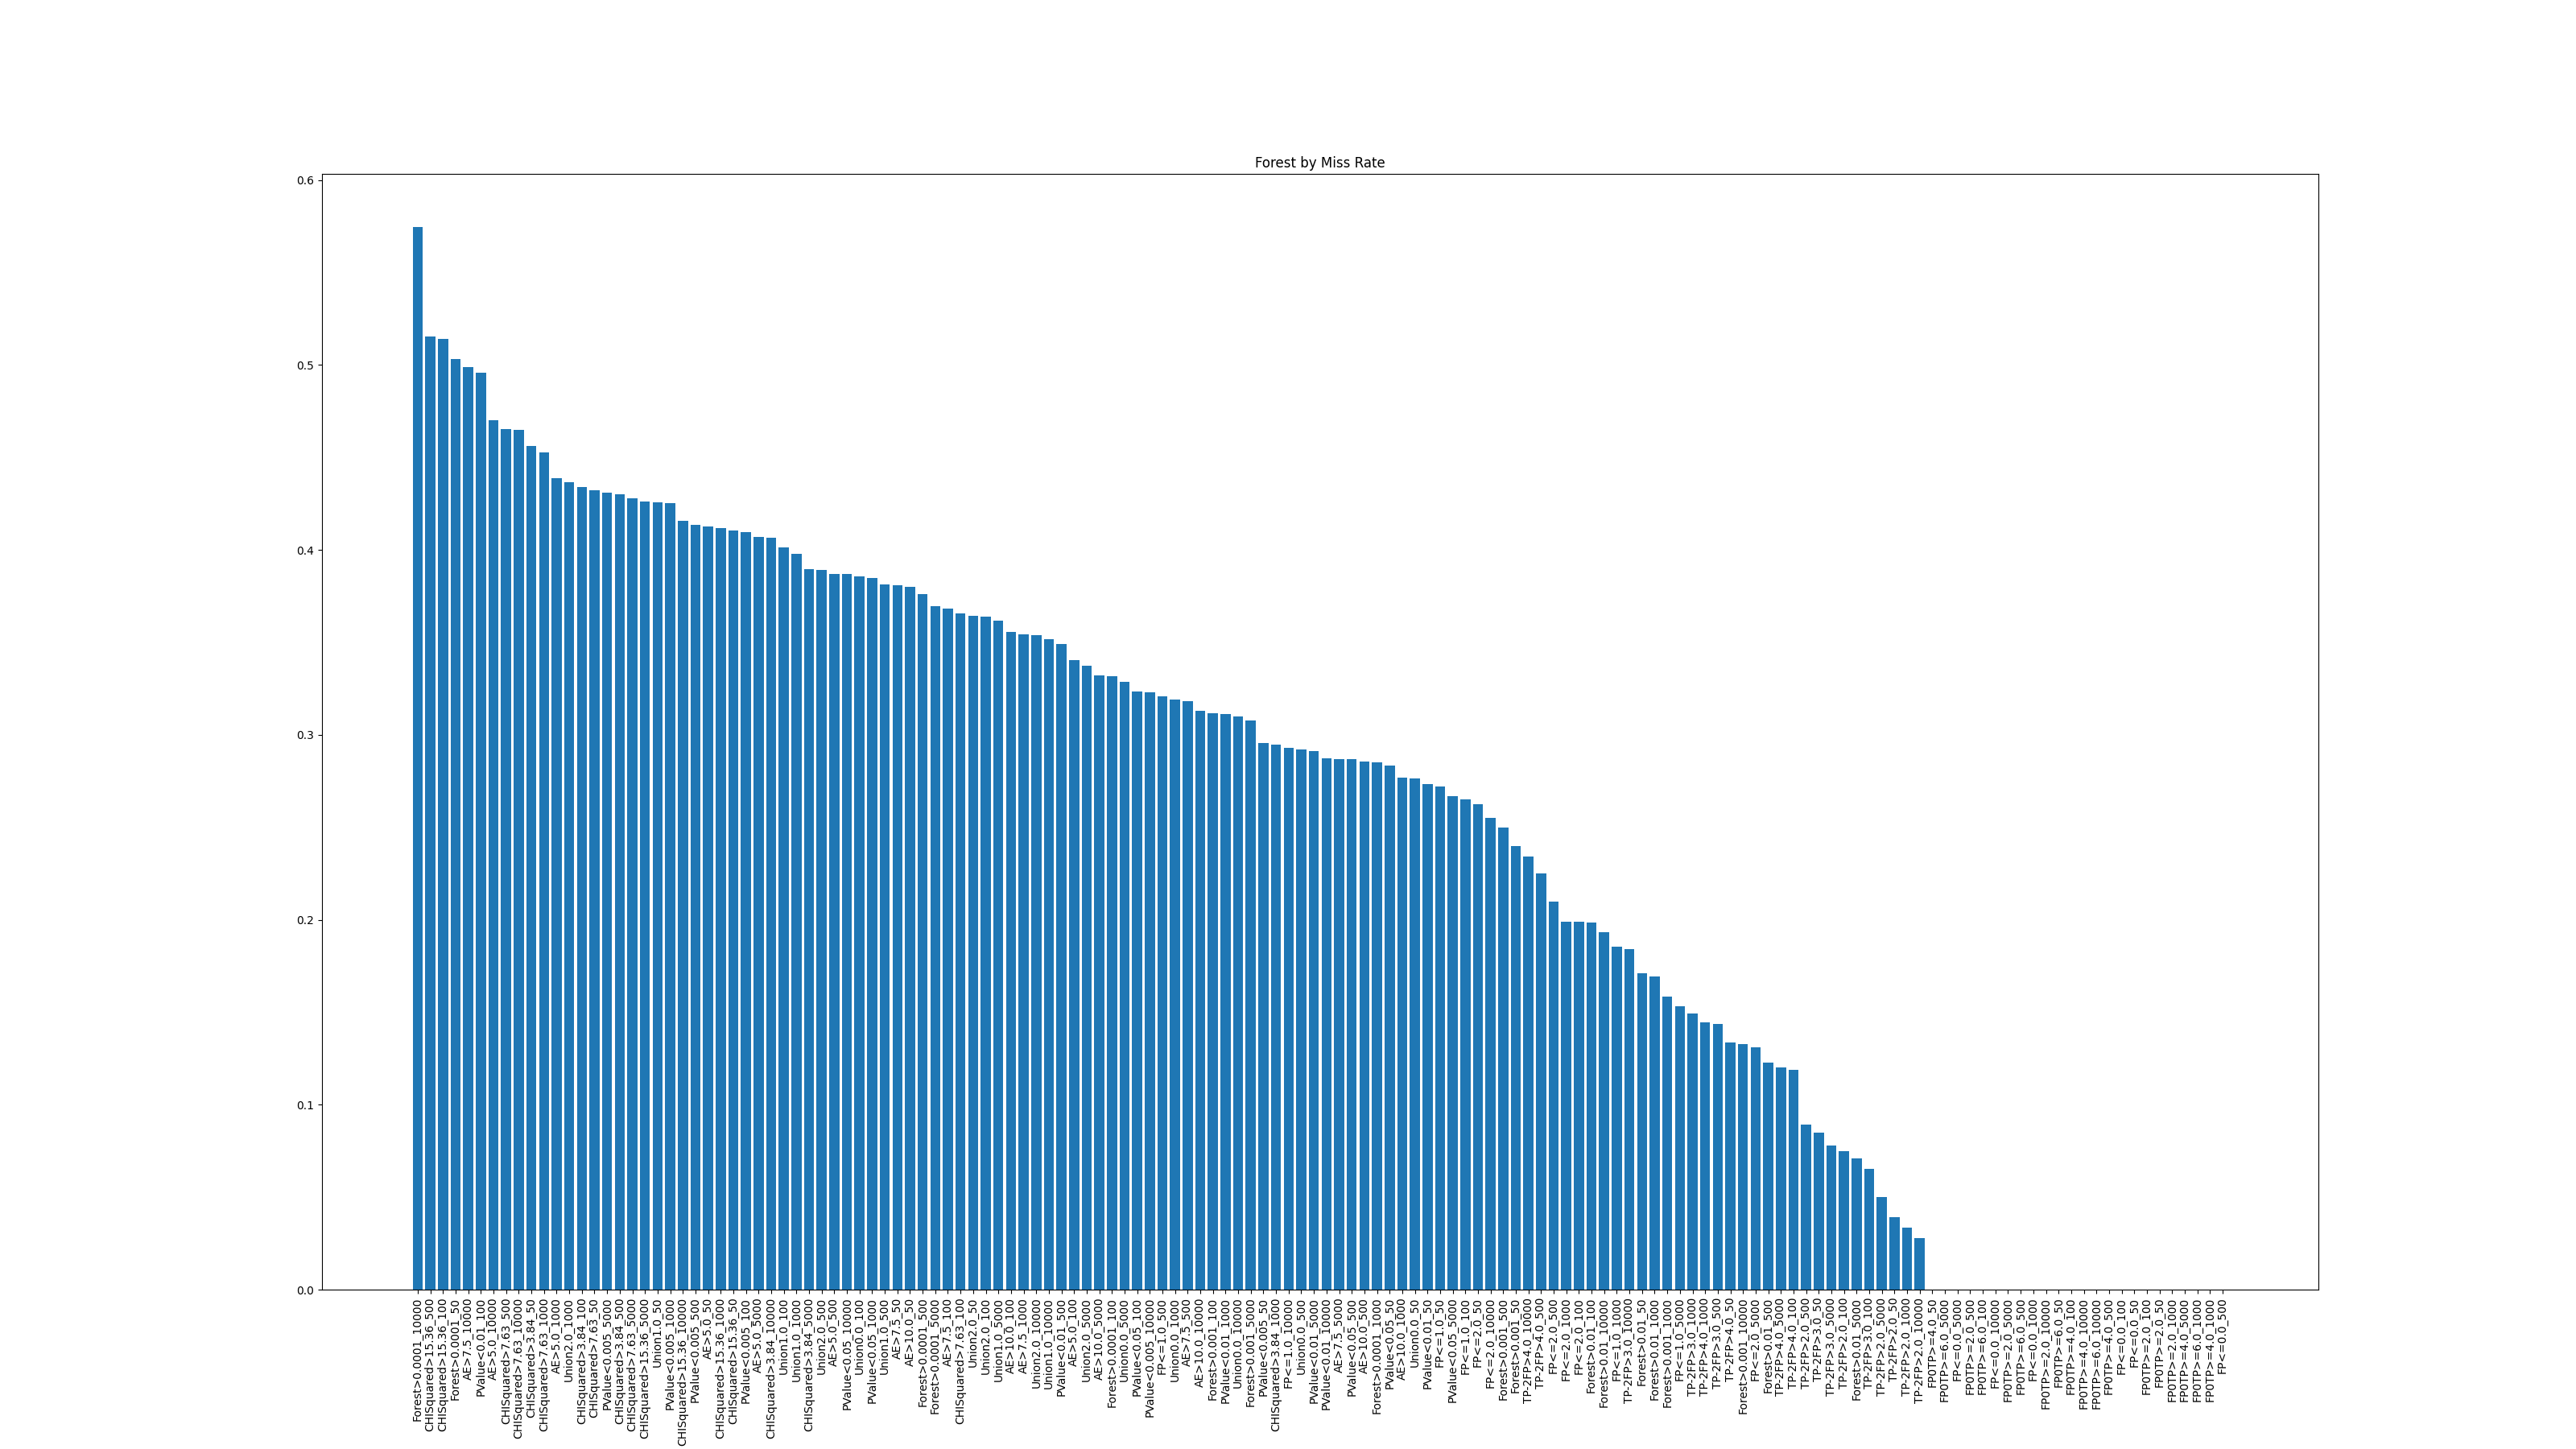 Forest by Miss Rate
0.6
0.5
0.4
0.3
0.2
0.1
0.0
Forest>0.0001_10000
CHISquared>15.36_500
CHISquared>15.36_100
Forest>0.0001_50
AE>7.5_10000
PValue<0.01_100
AE>5.0_10000
CHISquared>7.63_500
CHISquared>7.63_10000
CHISquared>3.84_50
CHISquared>7.63_1000
AE>5.0_1000
Union2.0_1000
CHISquared>3.84_100
CHISquared>7.63_50
PValue<0.005_5000
CHISquared>3.84_500
CHISquared>7.63_5000
CHISquared>15.36_5000
Union1.0_50
PValue<0.005_1000
CHISquared>15.36_10000
PValue<0.005_500
AE>5.0_50
CHISquared>15.36_1000
CHISquared>15.36_50
PValue<0.005_100
AE>5.0_5000
CHISquared>3.84_10000
Union1.0_100
Union1.0_1000
CHISquared>3.84_5000
Union2.0_500
AE>5.0_500
PValue<0.05_10000
Union0.0_100
PValue<0.05_1000
Union1.0_500
AE>7.5_50
AE>10.0_50
Forest>0.0001_500
Forest>0.0001_5000
AE>7.5_100
CHISquared>7.63_100
Union2.0_50
Union2.0_100
Union1.0_5000
AE>10.0_100
AE>7.5_1000
Union2.0_10000
Union1.0_10000
PValue<0.01_500
AE>5.0_100
Union2.0_5000
AE>10.0_5000
Forest>0.0001_100
Union0.0_5000
PValue<0.05_100
PValue<0.005_10000
FP<=1.0_500
Union0.0_1000
AE>7.5_500
AE>10.0_10000
Forest>0.001_100
PValue<0.01_1000
Union0.0_10000
Forest>0.001_5000
PValue<0.005_50
CHISquared>3.84_1000
FP<=1.0_10000
Union0.0_500
PValue<0.01_5000
PValue<0.01_10000
AE>7.5_5000
PValue<0.05_500
AE>10.0_500
Forest>0.0001_1000
PValue<0.05_50
AE>10.0_1000
Union0.0_50
PValue<0.01_50
FP<=1.0_50
PValue<0.05_5000
FP<=1.0_100
FP<=2.0_50
FP<=2.0_10000
Forest>0.001_500
Forest>0.001_50
TP-2FP>4.0_10000
TP-2FP>4.0_500
FP<=2.0_500
FP<=2.0_1000
FP<=2.0_100
Forest>0.01_100
Forest>0.01_10000
FP<=1.0_1000
TP-2FP>3.0_10000
Forest>0.01_50
Forest>0.01_1000
Forest>0.001_1000
FP<=1.0_5000
TP-2FP>3.0_1000
TP-2FP>4.0_1000
TP-2FP>3.0_500
TP-2FP>4.0_50
Forest>0.001_10000
FP<=2.0_5000
Forest>0.01_500
TP-2FP>4.0_5000
TP-2FP>4.0_100
TP-2FP>2.0_500
TP-2FP>3.0_50
TP-2FP>3.0_5000
TP-2FP>2.0_100
Forest>0.01_5000
TP-2FP>3.0_100
TP-2FP>2.0_5000
TP-2FP>2.0_50
TP-2FP>2.0_1000
TP-2FP>2.0_10000
FP0TP>=4.0_50
FP0TP>=6.0_5000
FP<=0.0_5000
FP0TP>=2.0_500
FP0TP>=6.0_100
FP<=0.0_10000
FP0TP>=2.0_5000
FP0TP>=6.0_500
FP<=0.0_1000
FP0TP>=2.0_10000
FP0TP>=6.0_50
FP0TP>=4.0_100
FP0TP>=4.0_10000
FP0TP>=6.0_10000
FP0TP>=4.0_500
FP<=0.0_100
FP<=0.0_50
FP0TP>=2.0_100
FP0TP>=2.0_50
FP0TP>=2.0_1000
FP0TP>=4.0_5000
FP0TP>=6.0_1000
FP0TP>=4.0_1000
FP<=0.0_500